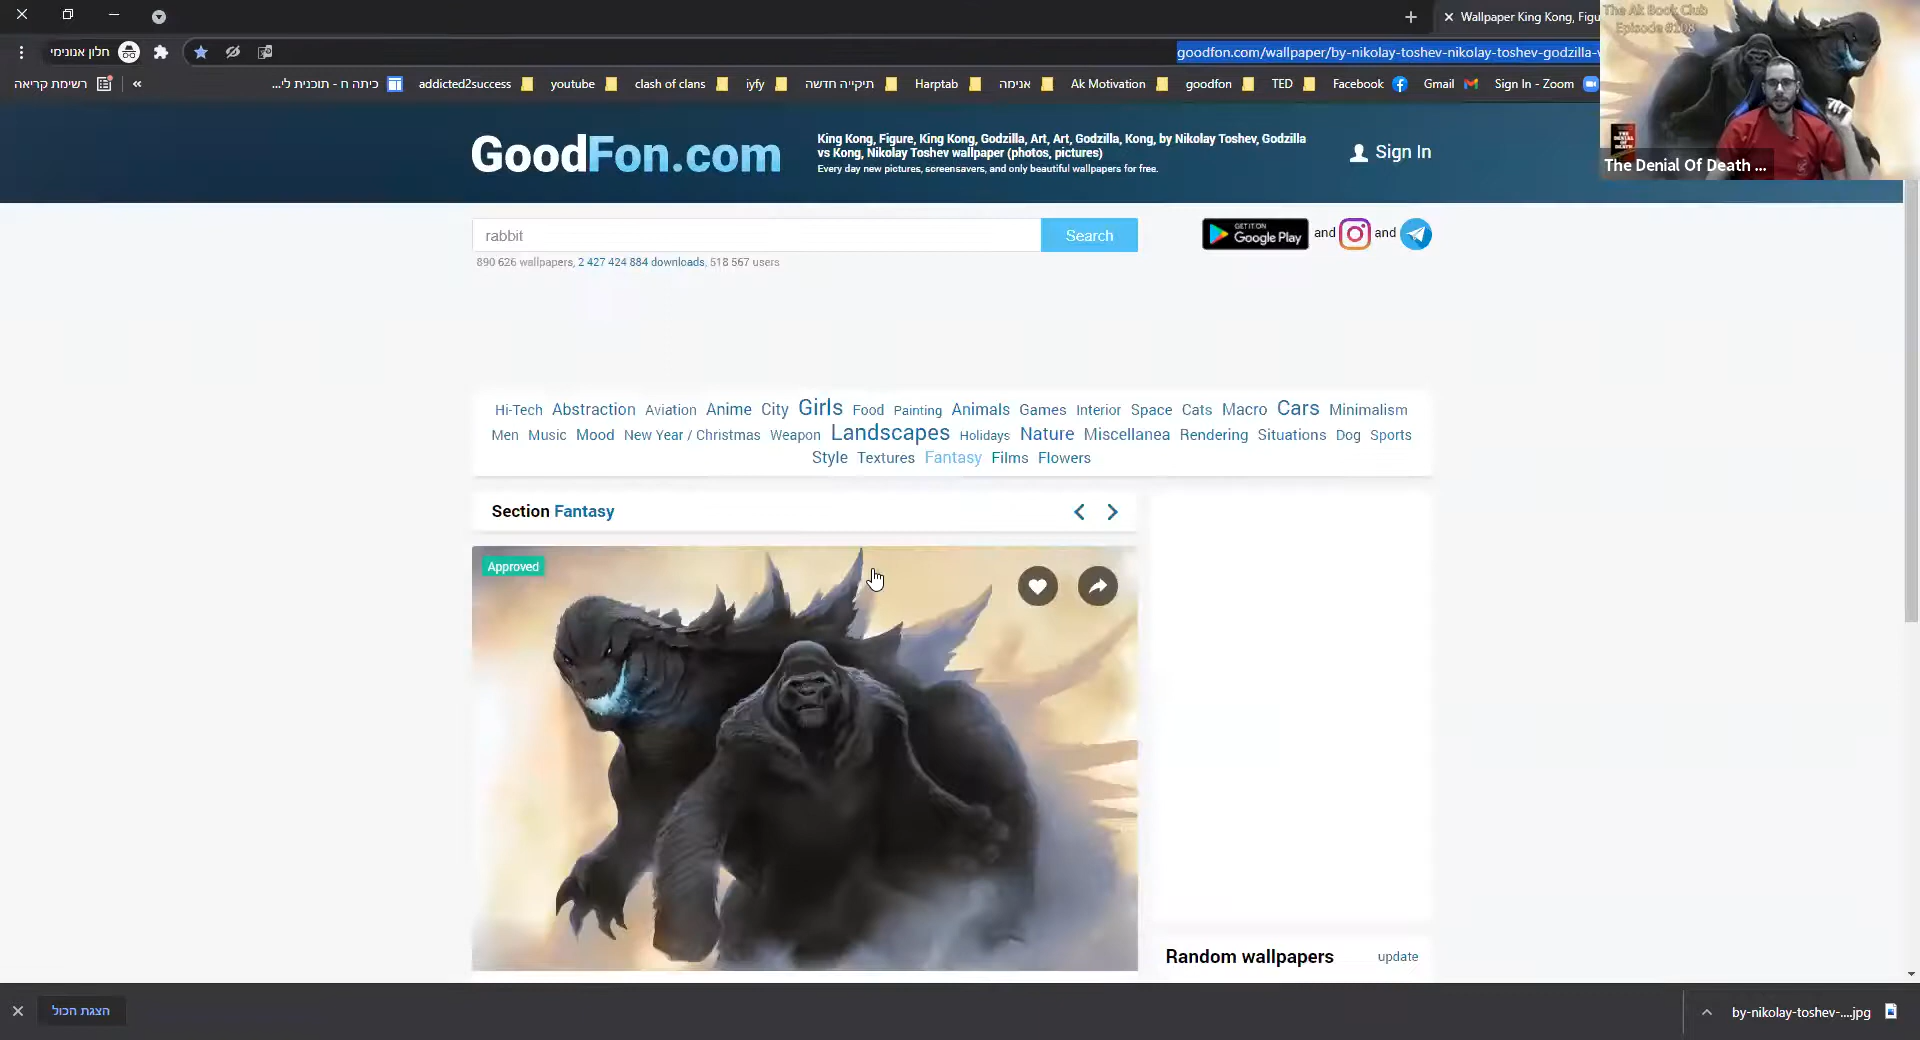 Wallpaper King Kong, Figu
The Ak Book Club
Episode #108
חלון אנונימי
goodfon.com/wallpaper/by-nikolay-toshev-nikolay-toshev-godzilla-v
רשימת קריאה
«
כיתה ח - תוכנית לי...
addicted2success
youtube
clash of clans
iyfy
תיקייה חדשה
Harptab
אנימה
Ak Motivation
goodfon
TED
Facebook
Gmail
Sign In - Zoom
THE DENIAL OF DEATH
The Denial Of Death ...
GoodFon.com
King Kong, Figure, King Kong, Godzilla, Art, Art, Godzilla, Kong, by Nikolay Toshev, Godzilla
vs Kong, Nikolay Toshev wallpaper (photos, pictures)
Every day new pictures, screensavers, and only beautiful wallpapers for free.
Sign In
rabbit
Search
GET IT ON
Google Play
and
and
890 626 wallpapers, 2 427 424 884 downloads, 518 567 users
Hi-Tech Abstraction Aviation Anime City Girls Food Painting Animals Games Interior Space Cats Macro Cars Minimalism
Men Music Mood New Year / Christmas Weapon Landscapes Holidays Nature Miscellanea Rendering Situations Dog Sports
Style Textures Fantasy Films Flowers
Section Fantasy
Approved
Random wallpapers
update
הצגת הכול
by-nikolay-toshev-....jpg